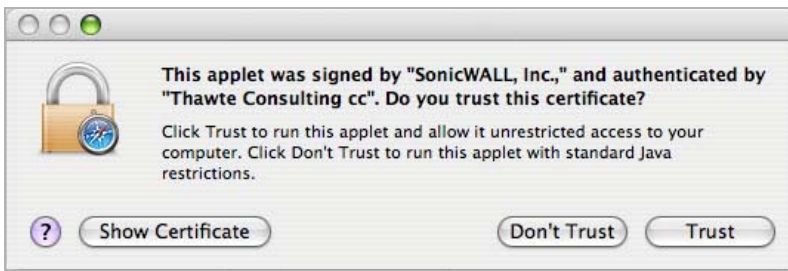 This applet was signed by "SonicWALL, Inc.," and authenticated by
"Thawte Consulting cc". Do you trust this certificate?
Click Trust to run this applet and allow it unrestricted access to your
computer. Click Don't Trust to run this applet with standard Java
restrictions.
? Show Certificate Don't Trust Trust